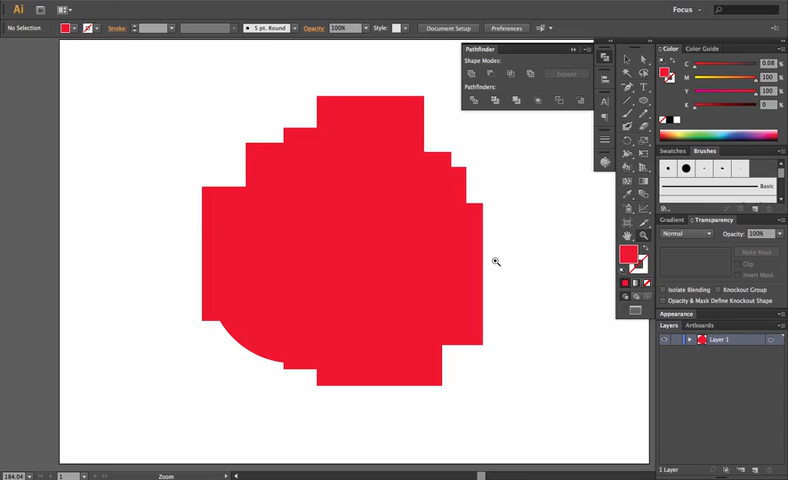 Ai Focus
No Selection Stroke: 5 pt. Round Opacity: 100% Style: Document Setup Preferences
Pathfinder
Shape Modes:
Expand
Pathfinders:
Color Color Guide
C 0.08 %
M 100 %
Y 100 %
K 0 %
Swatches Brushes
Basic
Gradient Transparency
Normal Opacity: 100%
Make Mask
Clip
Invert Mask
Isolate Blending Knockout Group
Opacity & Mask Define Knockout Shape
Appearance
Layers Artboards
Layer 1
1 Layer
184.04 1 Zoom